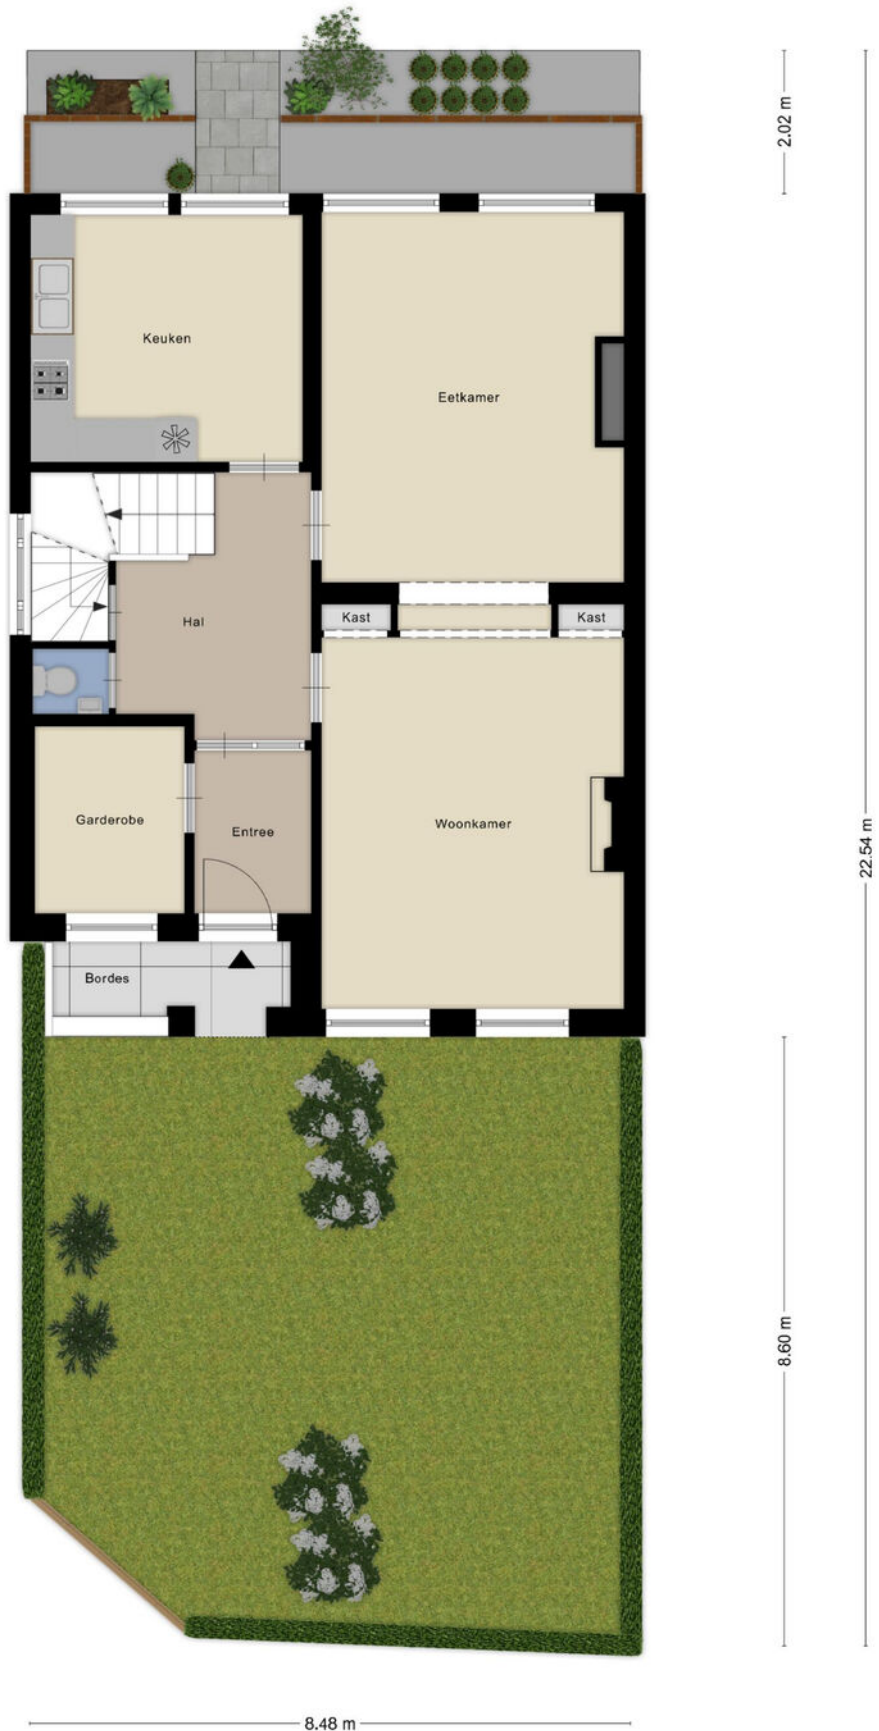 2.02 m
Keuken
Eetkamer
Kast
Kast
Hal
Garderobe
Entree
Woonkamer
22.54 m
Bordes
8.60 m
8.48 m